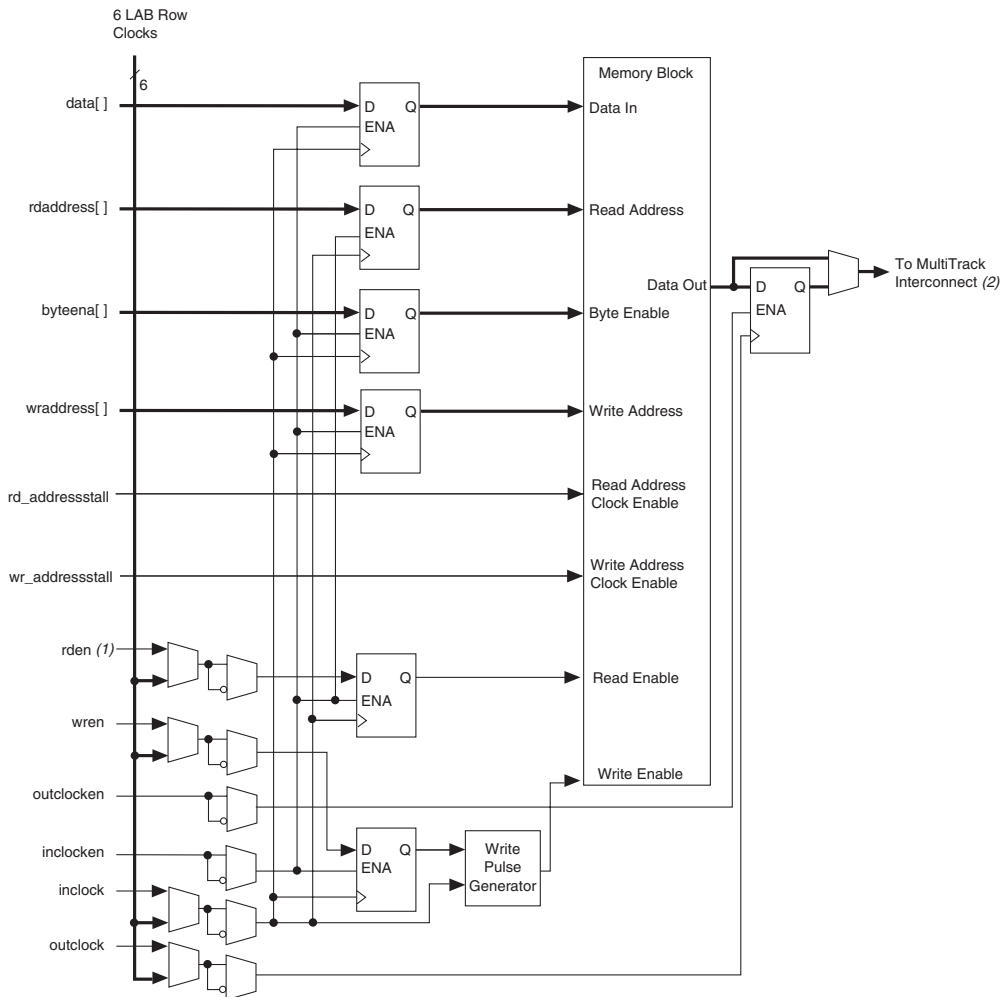 6 LAB Row
Clocks
6
data[ ]
D Q
ENA
Memory Block
Data In
rdaddress[ ]
D Q
ENA
Read Address
To MultiTrack
Interconnect (2)
Data Out
D Q
ENA
byteena[ ]
D Q
ENA
Byte Enable
wraddress[ ]
D Q
ENA
Write Address
rd_addressstall
Read Address
Clock Enable
wr_addressstall
Write Address
Clock Enable
rden (1)
D Q
ENA
Read Enable
wren
Write Enable
outclocken
inclocken
D Q
ENA
Write
Pulse
Generator
inclock
outclock